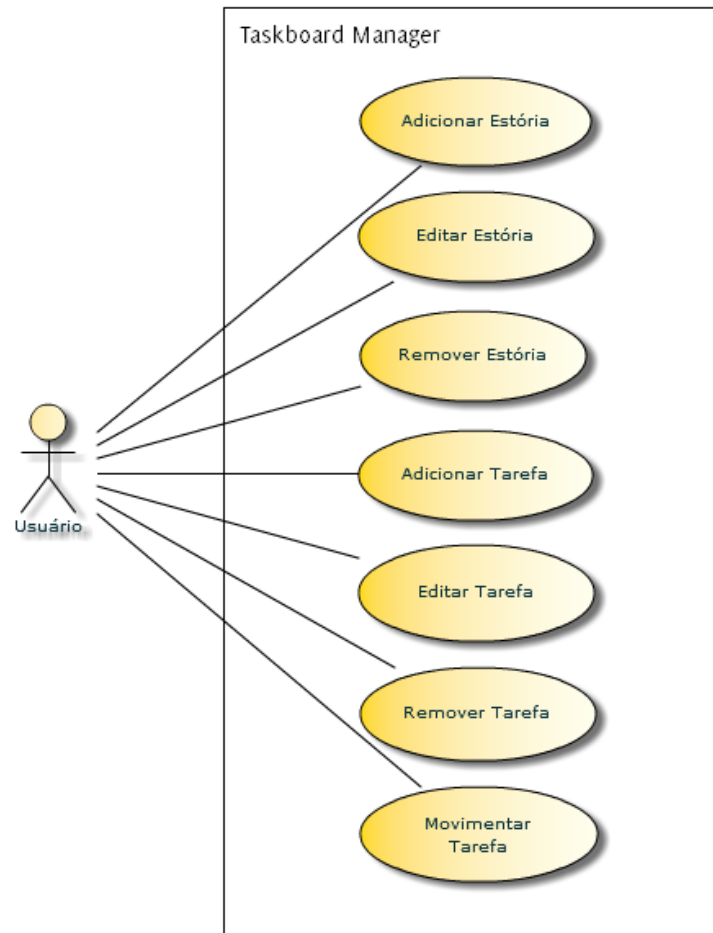 Taskboard Manager
Adicionar Estória
Editar Estória
Remover Estória
Adicionar Tarefa
Usuário
Editar Tarefa
Remover Tarefa
Movimentar
Tarefa